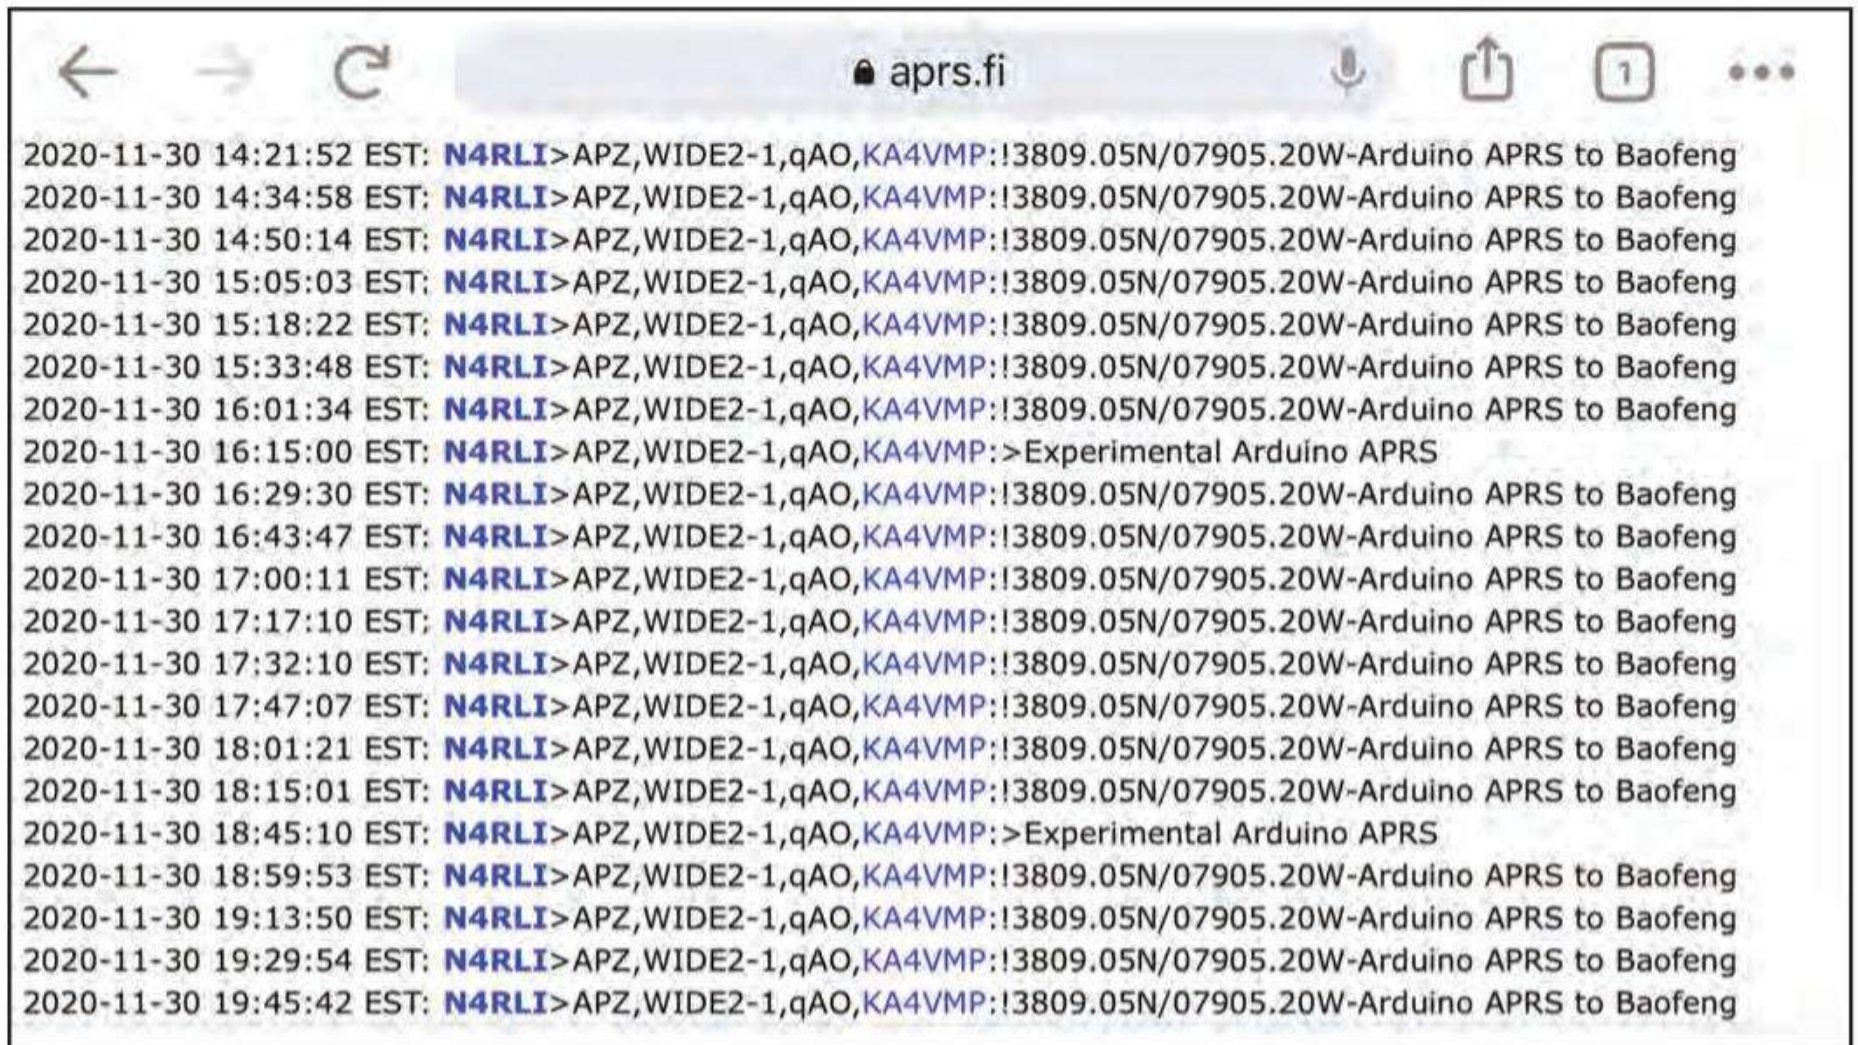 aprs.fi 1
2020-11-30 14:21:52 EST: N4RLI>APZ,WIDE2-1,qAO,KA4VMP:!3809.05N/07905.20W-Arduino APRS to Baofeng
2020-11-30 14:34:58 EST: N4RLI>APZ,WIDE2-1,qAO,KA4VMP:!3809.05N/07905.20W-Arduino APRS to Baofeng
2020-11-30 14:50:14 EST: N4RLI>APZ,WIDE2-1,qAO,KA4VMP:!3809.05N/07905.20W-Arduino APRS to Baofeng
2020-11-30 15:05:03 EST: N4RLI>APZ,WIDE2-1,qAO,KA4VMP:!3809.05N/07905.20W-Arduino APRS to Baofeng
2020-11-30 15:18:22 EST: N4RLI>APZ,WIDE2-1,qAO,KA4VMP:!3809.05N/07905.20W-Arduino APRS to Baofeng
2020-11-30 15:33:48 EST: N4RLI>APZ,WIDE2-1,qAO,KA4VMP:!3809.05N/07905.20W-Arduino APRS to Baofeng
2020-11-30 16:01:34 EST: N4RLI>APZ,WIDE2-1,qAO,KA4VMP:!3809.05N/07905.20W-Arduino APRS to Baofeng
2020-11-30 16:15:00 EST: N4RLI>APZ,WIDE2-1,qAO,KA4VMP:>Experimental Arduino APRS
2020-11-30 16:29:30 EST: N4RLI>APZ,WIDE2-1,qAO,KA4VMP:!3809.05N/07905.20W-Arduino APRS to Baofeng
2020-11-30 16:43:47 EST: N4RLI>APZ,WIDE2-1,qAO,KA4VMP:!3809.05N/07905.20W-Arduino APRS to Baofeng
2020-11-30 17:00:11 EST: N4RLI>APZ,WIDE2-1,qAO,KA4VMP:!3809.05N/07905.20W-Arduino APRS to Baofeng
2020-11-30 17:17:10 EST: N4RLI>APZ,WIDE2-1,qAO,KA4VMP:!3809.05N/07905.20W-Arduino APRS to Baofeng
2020-11-30 17:32:10 EST: N4RLI>APZ,WIDE2-1,qAO,KA4VMP:!3809.05N/07905.20W-Arduino APRS to Baofeng
2020-11-30 17:47:07 EST: N4RLI>APZ,WIDE2-1,qAO,KA4VMP:!3809.05N/07905.20W-Arduino APRS to Baofeng
2020-11-30 18:01:21 EST: N4RLI>APZ,WIDE2-1,qAO,KA4VMP:!3809.05N/07905.20W-Arduino APRS to Baofeng
2020-11-30 18:15:01 EST: N4RLI>APZ,WIDE2-1,qAO,KA4VMP:!3809.05N/07905.20W-Arduino APRS to Baofeng
2020-11-30 18:45:10 EST: N4RLI>APZ,WIDE2-1,qAO,KA4VMP:>Experimental Arduino APRS
2020-11-30 18:59:53 EST: N4RLI>APZ,WIDE2-1,qAO,KA4VMP:!3809.05N/07905.20W-Arduino APRS to Baofeng
2020-11-30 19:13:50 EST: N4RLI>APZ,WIDE2-1,qAO,KA4VMP:!3809.05N/07905.20W-Arduino APRS to Baofeng
2020-11-30 19:29:54 EST: N4RLI>APZ,WIDE2-1,qAO,KA4VMP:!3809.05N/07905.20W-Arduino APRS to Baofeng
2020-11-30 19:45:42 EST: N4RLI>APZ,WIDE2-1,qAO,KA4VMP:!3809.05N/07905.20W-Arduino APRS to Baofeng